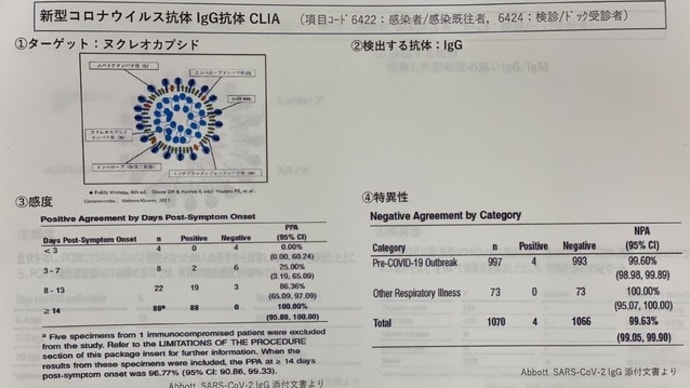 新型コロナウイルス抗体 IgG抗体 CLIA （項目ｺｰﾄﾞ 6422：感染者/感染既往者，6424：検診/ﾄﾞｯｸ受診者）
①ターゲット：ヌクレオカプシド
②検出する抗体：IgG
③感度
Positive Agreement by Days Post-Symptom Onset
Days Post-Symptom Onset n Positive Negative PPA (95% CI)
< 3 4 0 4 0.00% (0.00, 60.24)
3 - 7 8 2 6 25.00% (3.19, 65.09)
8 - 13 22 19 3 86.36% (65.09, 97.09)
≥ 14 88ᵃ 88 0 100.00% (95.89, 100.00)
ᵃ Five specimens from 1 immunocompromised patient were excluded
from the study. Refer to the LIMITATIONS OF THE PROCEDURE
section of this package insert for further information. When the
results from these specimens were included, the PPA at ≥ 14 days
post-symptom onset was 96.77% (95% CI: 90.86, 99.33).
Abbott SARS-CoV-2 IgG 添付文書より
④特異性
Negative Agreement by Category
Category n Positive Negative NPA (95% CI)
Pre-COVID-19 Outbreak 997 4 993 99.60% (98.98, 99.89)
Other Respiratory Illness 73 0 73 100.00% (95.07, 100.00)
Total 1070 4 1066 99.63% (99.05, 99.90)
Abbott SARS-CoV-2 IgG 添付文書より